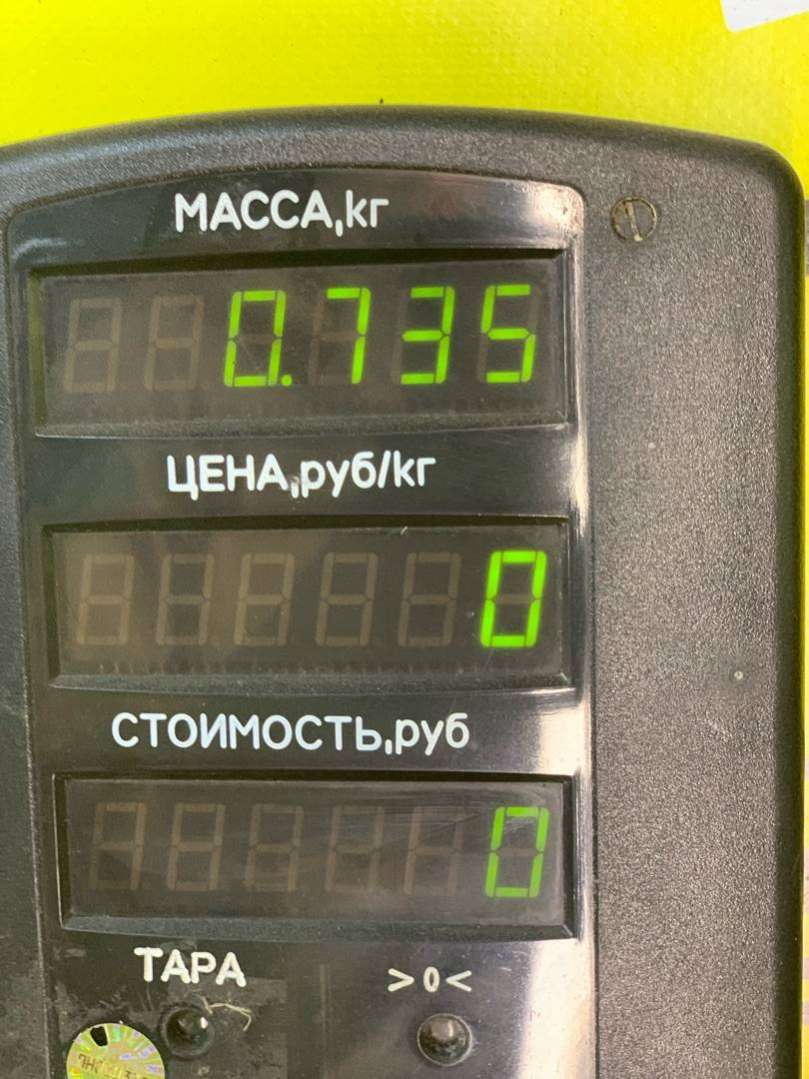 МАССА,кг
0.735
ЦЕНА,руб/кг
0
СТОИМОСТЬ,руб
0
ТАРА >0<